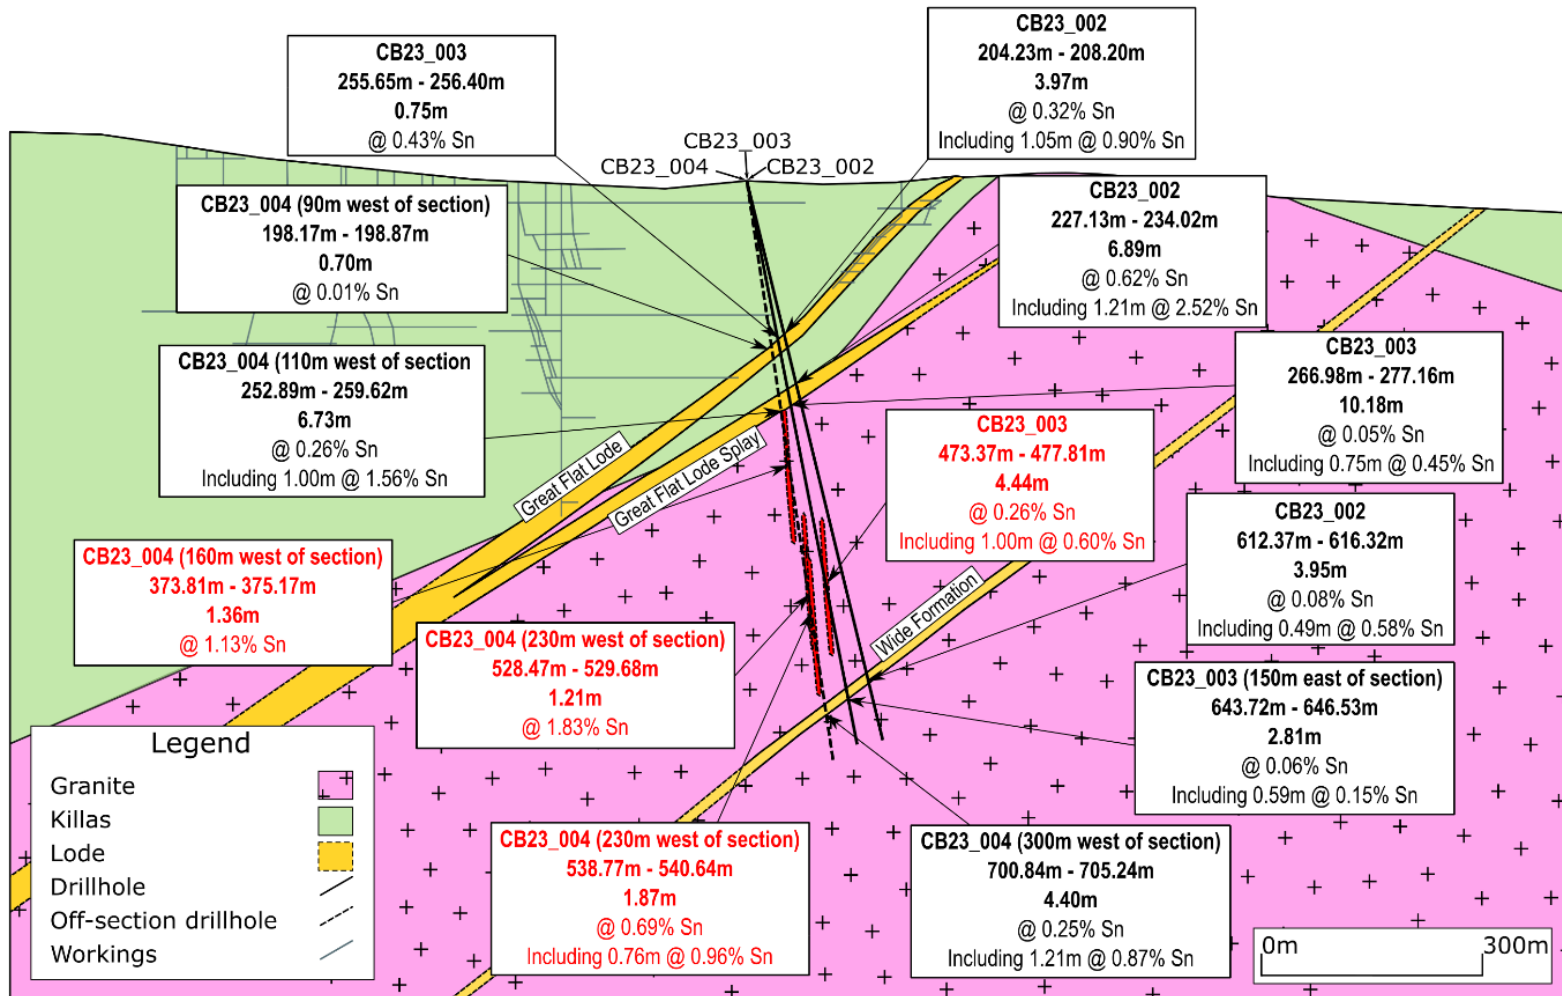 CB23_003
255.65m - 256.40m
0.75m
@ 0.43% Sn
CB23_002
204.23m - 208.20m
3.97m
@ 0.32% Sn
Including 1.05m @ 0.90% Sn
CB23_003
CB23_004
CB23_002
CB23_004 (90m west of section)
198.17m - 198.87m
0.70m
@ 0.01% Sn
CB23_002
227.13m - 234.02m
6.89m
@ 0.62% Sn
Including 1.21m @ 2.52% Sn
CB23_004 (110m west of section
252.89m - 259.62m
6.73m
@ 0.26% Sn
Including 1.00m @ 1.56% Sn
CB23_003
266.98m - 277.16m
10.18m
@ 0.05% Sn
Including 0.75m @ 0.45% Sn
Great Flat Lode
Great Flat Lode Splay
CB23_003
473.37m - 477.81m
4.44m
@ 0.26% Sn
Including 1.00m @ 0.60% Sn
CB23_002
612.37m - 616.32m
3.95m
@ 0.08% Sn
Including 0.49m @ 0.58% Sn
CB23_004 (160m west of section)
373.81m - 375.17m
1.36m
@ 1.13% Sn
Wide Formation
CB23_004 (230m west of section)
528.47m - 529.68m
1.21m
@ 1.83% Sn
CB23_003 (150m east of section)
643.72m - 646.53m
2.81m
@ 0.06% Sn
Including 0.59m @ 0.15% Sn
Legend
Granite
Killas
Lode
Drillhole
Off-section drillhole
Workings
CB23_004 (230m west of section)
538.77m - 540.64m
1.87m
@ 0.69% Sn
Including 0.76m @ 0.96% Sn
CB23_004 (300m west of section)
700.84m - 705.24m
4.40m
@ 0.25% Sn
Including 1.21m @ 0.87% Sn
0m 300m